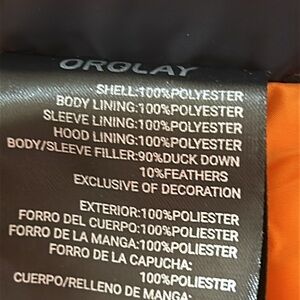 OROLAY
SHELL:100%POLYESTER
BODY LINING:100%POLYESTER
SLEEVE LINING:100%POLYESTER
HOOD LINING:100%POLYESTER
BODY/SLEEVE FILLER:90%DUCK DOWN
10%FEATHERS
EXCLUSIVE OF DECORATION
EXTERIOR:100%POLIESTER
FORRO DEL CUERPO:100%POLIESTER
FORRO DE LA MANGA:100%POLIESTER
FORRO DE LA CAPUCHA:
100%POLIESTER
CUERPO/RELLENO DE MANGA: